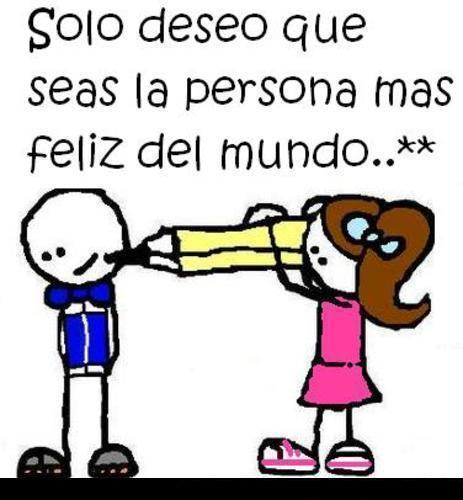 Solo deseo que
seas la persona mas
feliz del mundo..**